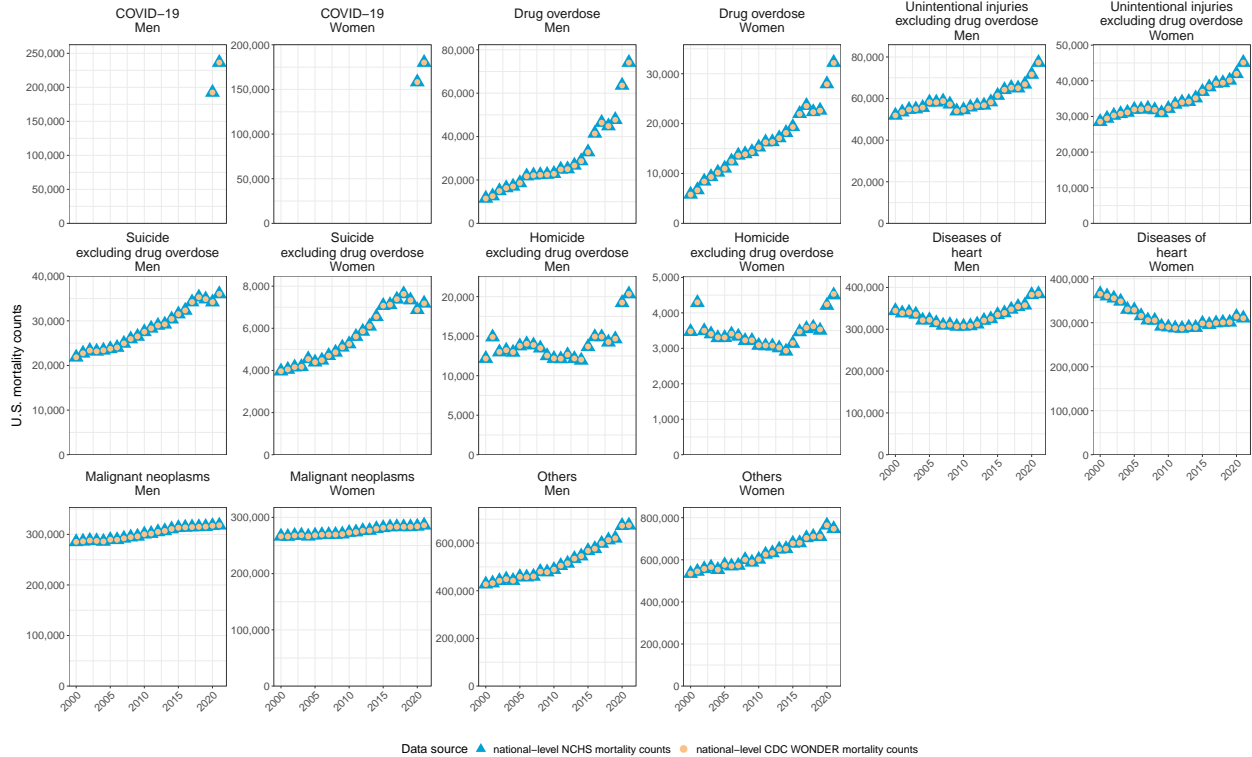 COVID−19
Men
COVID−19
Women
Drug overdose
Men
Drug overdose
Women
Unintentional injuries
excluding drug overdose
Men
Unintentional injuries
excluding drug overdose
Women
250,000
200,000
150,000
100,000
50,000
0
200,000
150,000
100,000
50,000
0
80,000
60,000
40,000
20,000
0
30,000
20,000
10,000
0
80,000
60,000
40,000
20,000
0
50,000
40,000
30,000
20,000
10,000
0
U.S. mortality counts
Suicide
excluding drug overdose
Men
Suicide
excluding drug overdose
Women
Homicide
excluding drug overdose
Men
Homicide
excluding drug overdose
Women
Diseases of
heart
Men
Diseases of
heart
Women
40,000
30,000
20,000
10,000
0
8,000
6,000
4,000
2,000
0
20,000
15,000
10,000
5,000
0
5,000
4,000
3,000
2,000
1,000
0
400,000
300,000
200,000
100,000
0
400,000
300,000
200,000
100,000
0
2000
2005
2010
2015
2020
2000
2005
2010
2015
2020
Malignant neoplasms
Men
Malignant neoplasms
Women
Others
Men
Others
Women
300,000
200,000
100,000
0
300,000
200,000
100,000
0
600,000
400,000
200,000
0
800,000
600,000
400,000
200,000
0
2000
2005
2010
2015
2020
2000
2005
2010
2015
2020
2000
2005
2010
2015
2020
2000
2005
2010
2015
2020
Data source
national−level NCHS mortality counts
national−level CDC WONDER mortality counts